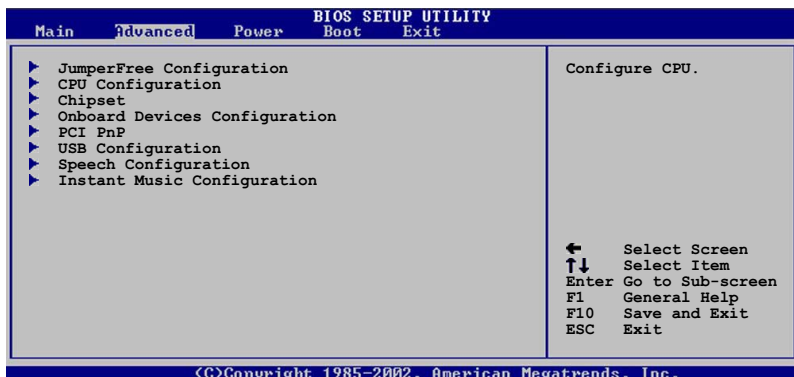 BIOS SETUP UTILITY
Main Advanced Power Boot Exit
JumperFree Configuration
CPU Configuration
Chipset
Onboard Devices Configuration
PCI PnP
USB Configuration
Speech Configuration
Instant Music Configuration
Configure CPU.
← Select Screen
↑↓ Select Item
Enter Go to Sub-screen
F1 General Help
F10 Save and Exit
ESC Exit
(C)Copyright 1985-2002, American Megatrends, Inc.